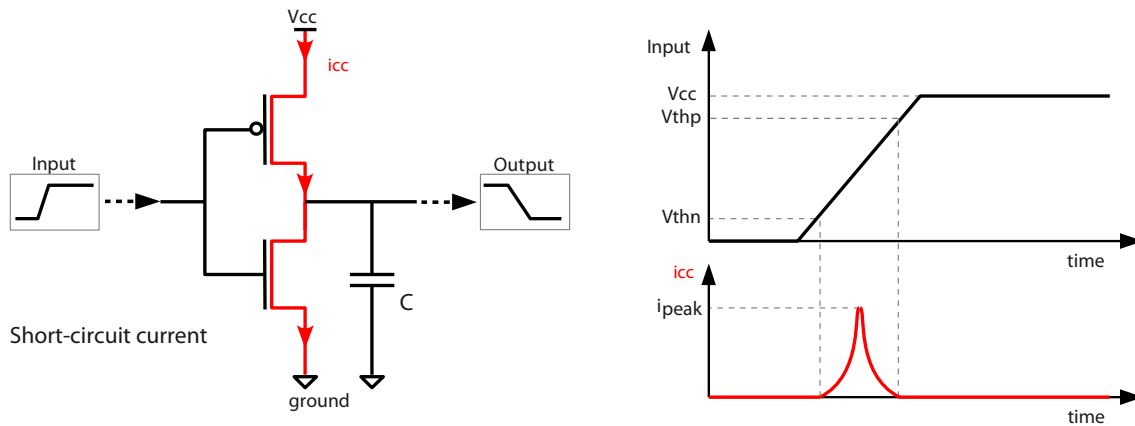 Vcc
icc
Input
Output
C
Short-circuit current
ground
Input
Vcc
Vthp
Vthn
time
icc
ipeak
time